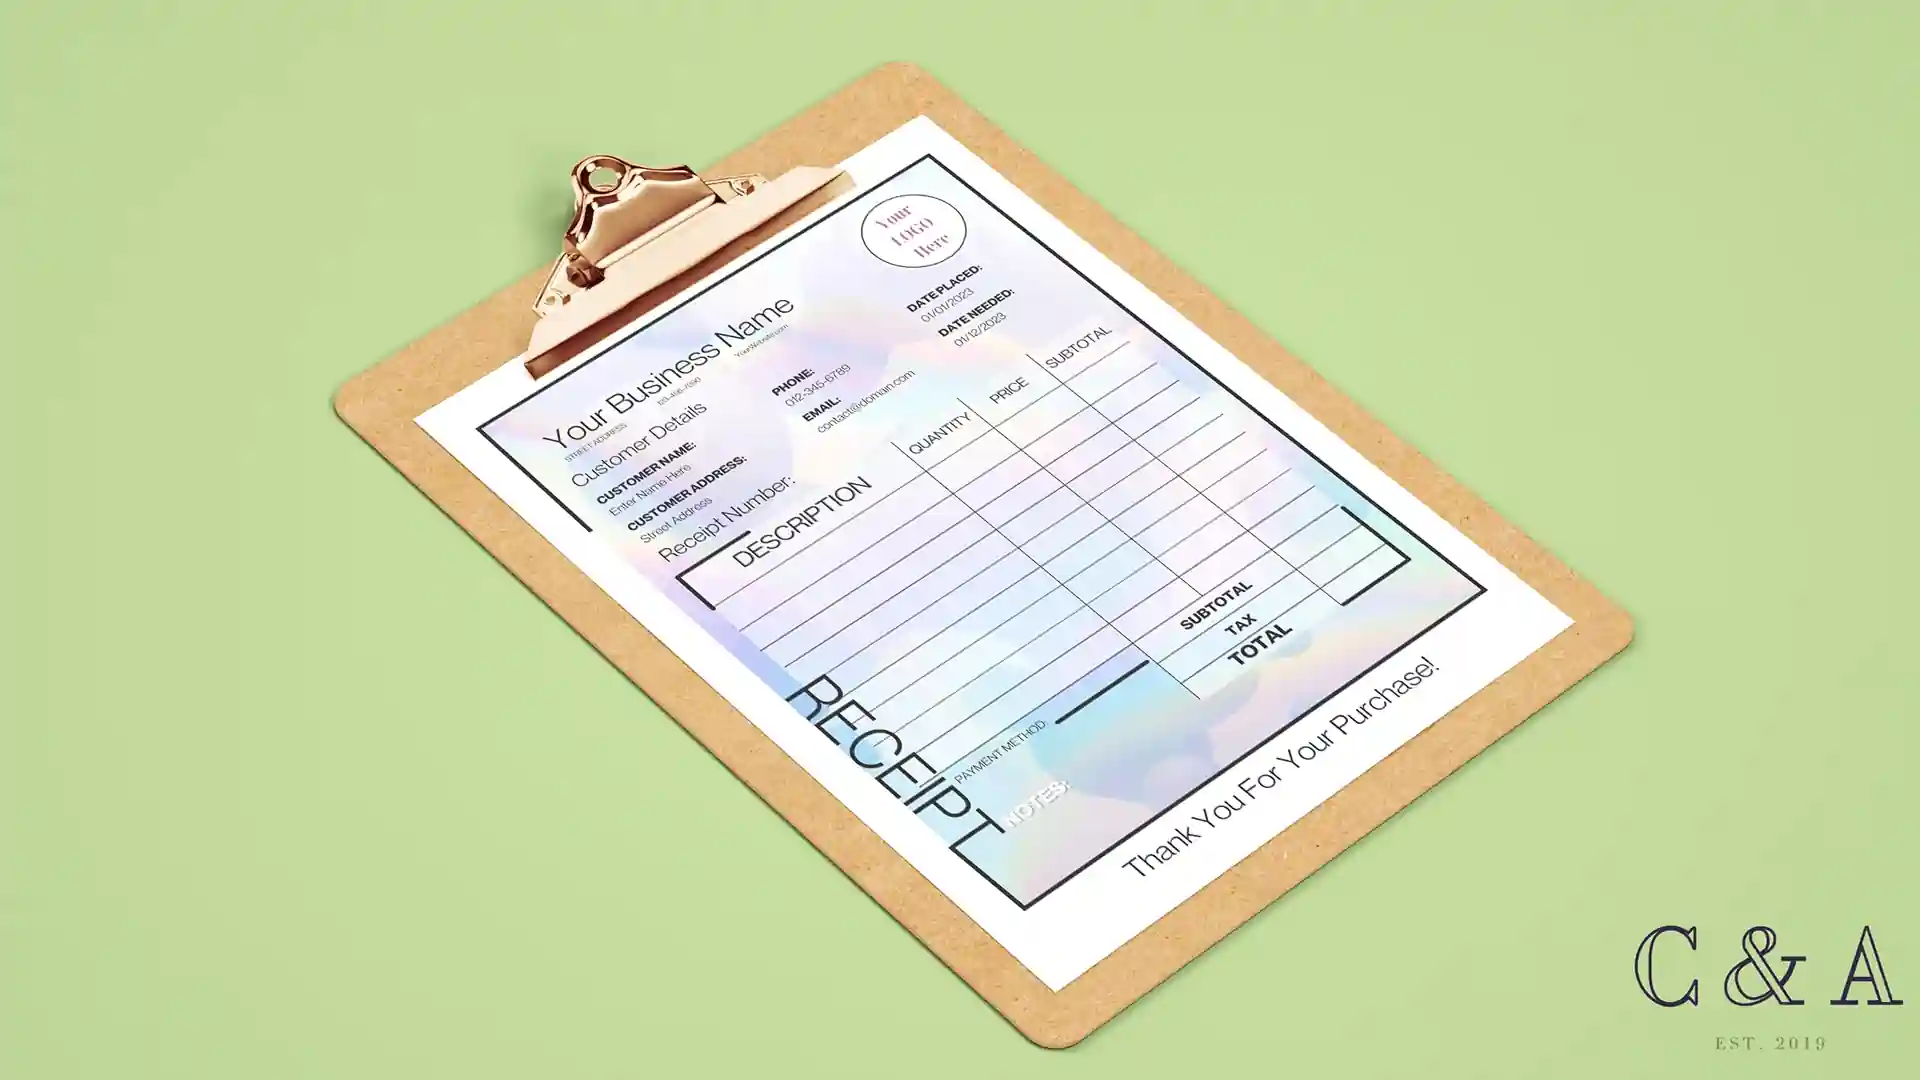 Your
LOGO
Here
Your Business Name
STREET ADDRESS
YourWebsite.com
DATE PLACED:
01/01/2023
DATE NEEDED:
01/12/2023
Customer Details
CUSTOMER NAME:
Enter Name Here
CUSTOMER ADDRESS:
Street Address
PHONE:
012-345-6789
EMAIL:
contact@domain.com
Receipt Number:
DESCRIPTION
QUANTITY
PRICE
SUBTOTAL
SUBTOTAL
TAX
TOTAL
RECEIPT
PAYMENT METHOD:
NOTES:
Thank You For Your Purchase!
C & A
EST. 2019